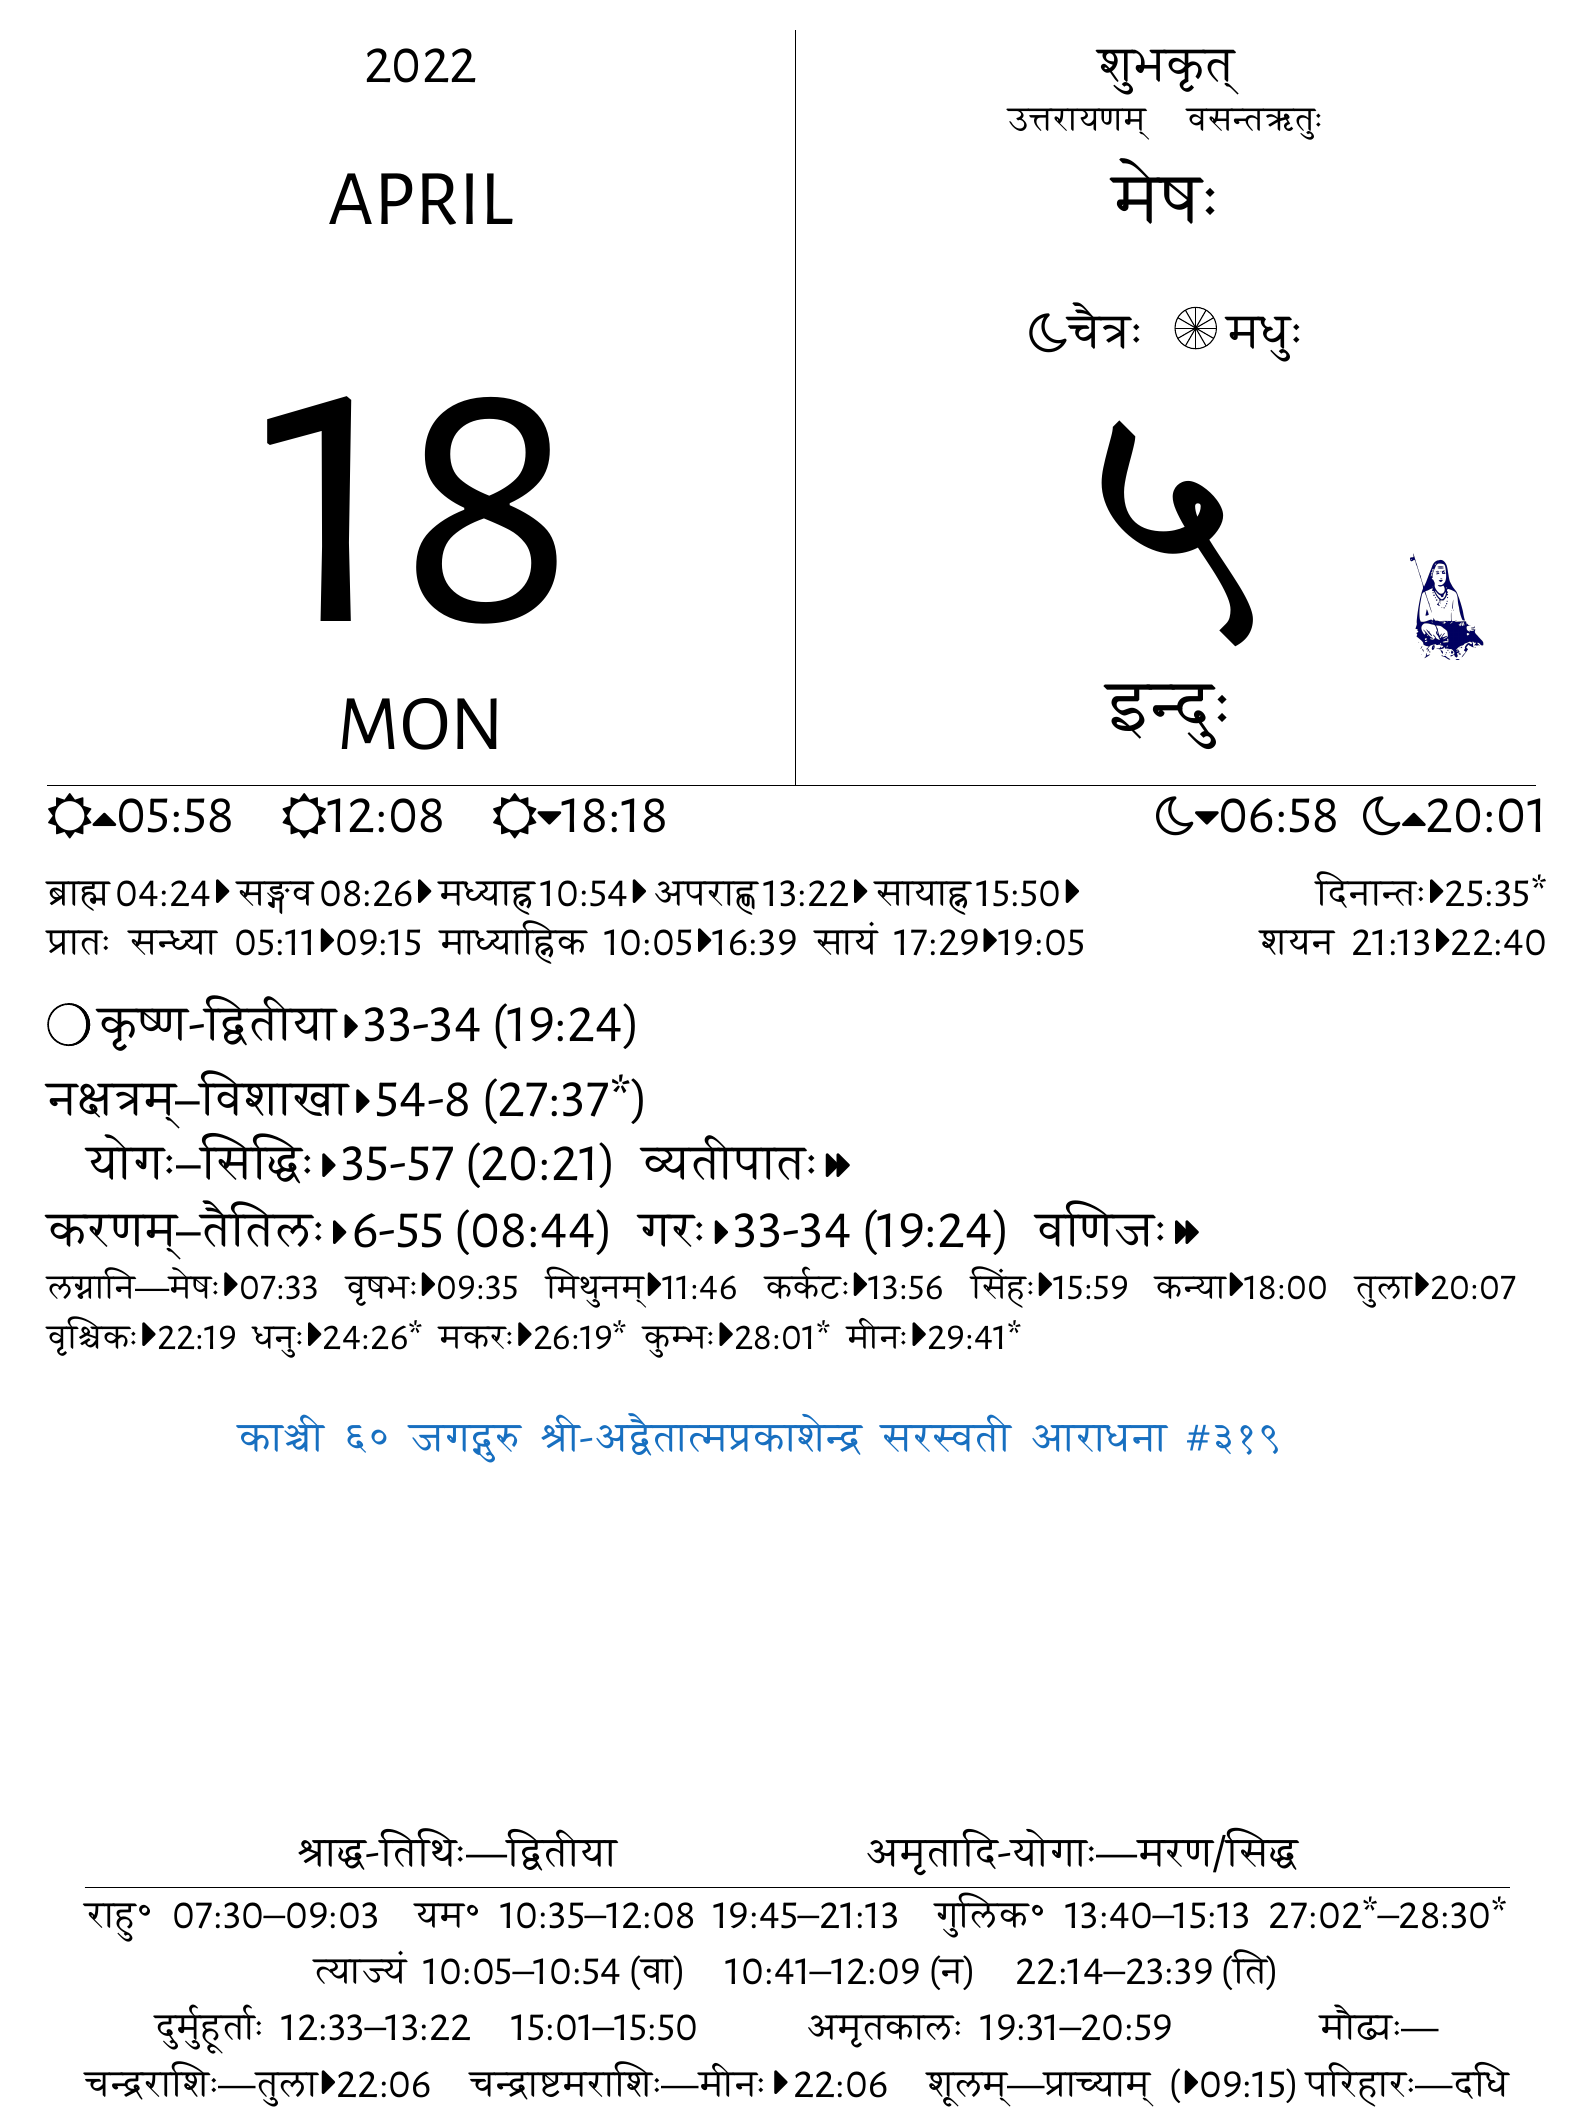 2022
APRIL
18
MON
शुभकृत्
उत्तरायणम् वसन्तऋतुः
मेषः
चैत्रः मधुः
५
इन्दुः
05:58 12:08 18:18 06:58 20:01
ब्राह्म 04:24 सङ्गव 08:26 मध्याह्न 10:54 अपराह्ण 13:22 सायाह्न 15:50 दिनान्तः 25:35*
प्रातः सन्ध्या 05:11 09:15 माध्याह्निक 10:05 16:39 सायं 17:29 19:05 शयन 21:13 22:40
कृष्ण-द्वितीया 33-34 (19:24)
नक्षत्रम्–विशाखा 54-8 (27:37*)
योगः–सिद्धिः 35-57 (20:21) व्यतीपातः
करणम्–तैतिलः 6-55 (08:44) गरः 33-34 (19:24) वणिजः
लग्नानि—मेषः 07:33 वृषभः 09:35 मिथुनम् 11:46 कर्कटः 13:56 सिंहः 15:59 कन्या 18:00 तुला 20:07
वृश्चिकः 22:19 धनुः 24:26* मकरः 26:19* कुम्भः 28:01* मीनः 29:41*
काञ्ची ६० जगद्गुरु श्री-अद्वैतात्मप्रकाशेन्द्र सरस्वती आराधना #३१९
श्राद्ध-तिथिः—द्वितीया अमृतादि-योगाः—मरण/सिद्ध
राहु॰ 07:30–09:03 यम॰ 10:35–12:08 19:45–21:13 गुलिक॰ 13:40–15:13 27:02*–28:30*
त्याज्यं 10:05–10:54 (वा) 10:41–12:09 (न) 22:14–23:39 (ति)
दुर्मुहूर्ताः 12:33–13:22 15:01–15:50 अमृतकालः 19:31–20:59 मौढ्यः—
चन्द्रराशिः—तुला 22:06 चन्द्राष्टमराशिः—मीनः 22:06 शूलम्—प्राच्याम् (09:15) परिहारः—दधि